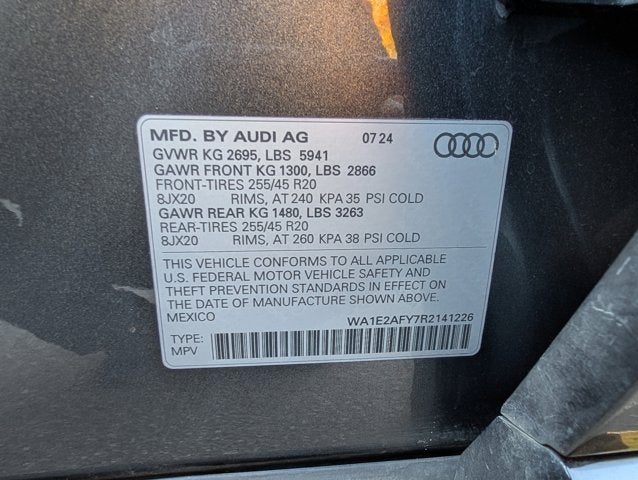 MFD. BY AUDI AG 07 24
GVWR KG 2695, LBS 5941
GAWR FRONT KG 1300, LBS 2866
FRONT-TIRES 255/45 R20
8JX20 RIMS, AT 240 KPA 35 PSI COLD
GAWR REAR KG 1480, LBS 3263
REAR-TIRES 255/45 R20
8JX20 RIMS, AT 260 KPA 38 PSI COLD
THIS VEHICLE CONFORMS TO ALL APPLICABLE
U.S. FEDERAL MOTOR VEHICLE SAFETY AND
THEFT PREVENTION STANDARDS IN EFFECT ON
THE DATE OF MANUFACTURE SHOWN ABOVE.
MEXICO WA1E2AFY7R2141226
TYPE:
MPV